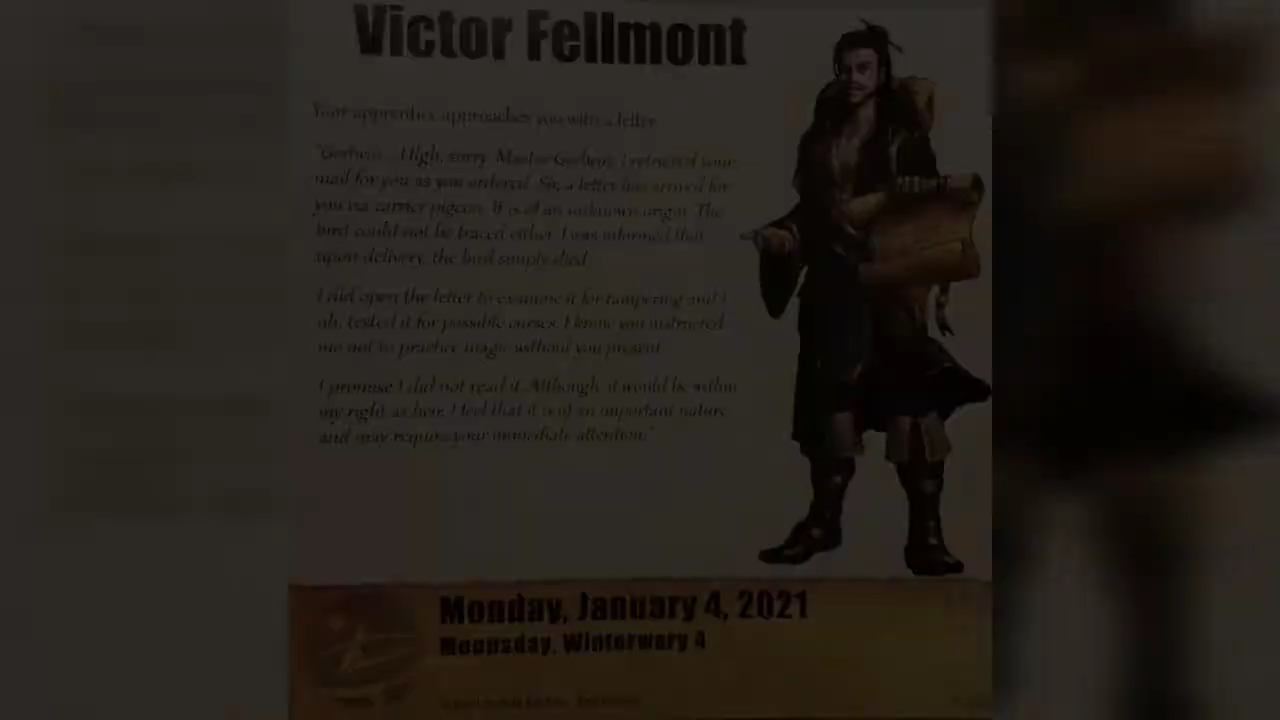 Victor Fellmont
Your apprentice approaches you with a letter.
High, sorry, Master I retrieved your
mail for you as you ordered. Sir, a letter has arrived for
you via carrier pigeon. It is of an unknown origin. The
bird could not be traced either. I was informed that
upon delivery, the bird simply died.
I did open the letter to examine it for tampering and I
uh, tested it for possible curses. I know you instructed
me not to practice magic without you present.
I promise I did not read it. Although, it would be within
my right as heir. I feel that it is of an important nature
and may require your immediate attention."
Monday, January 4, 2021
Moonsday, Winterwary 4